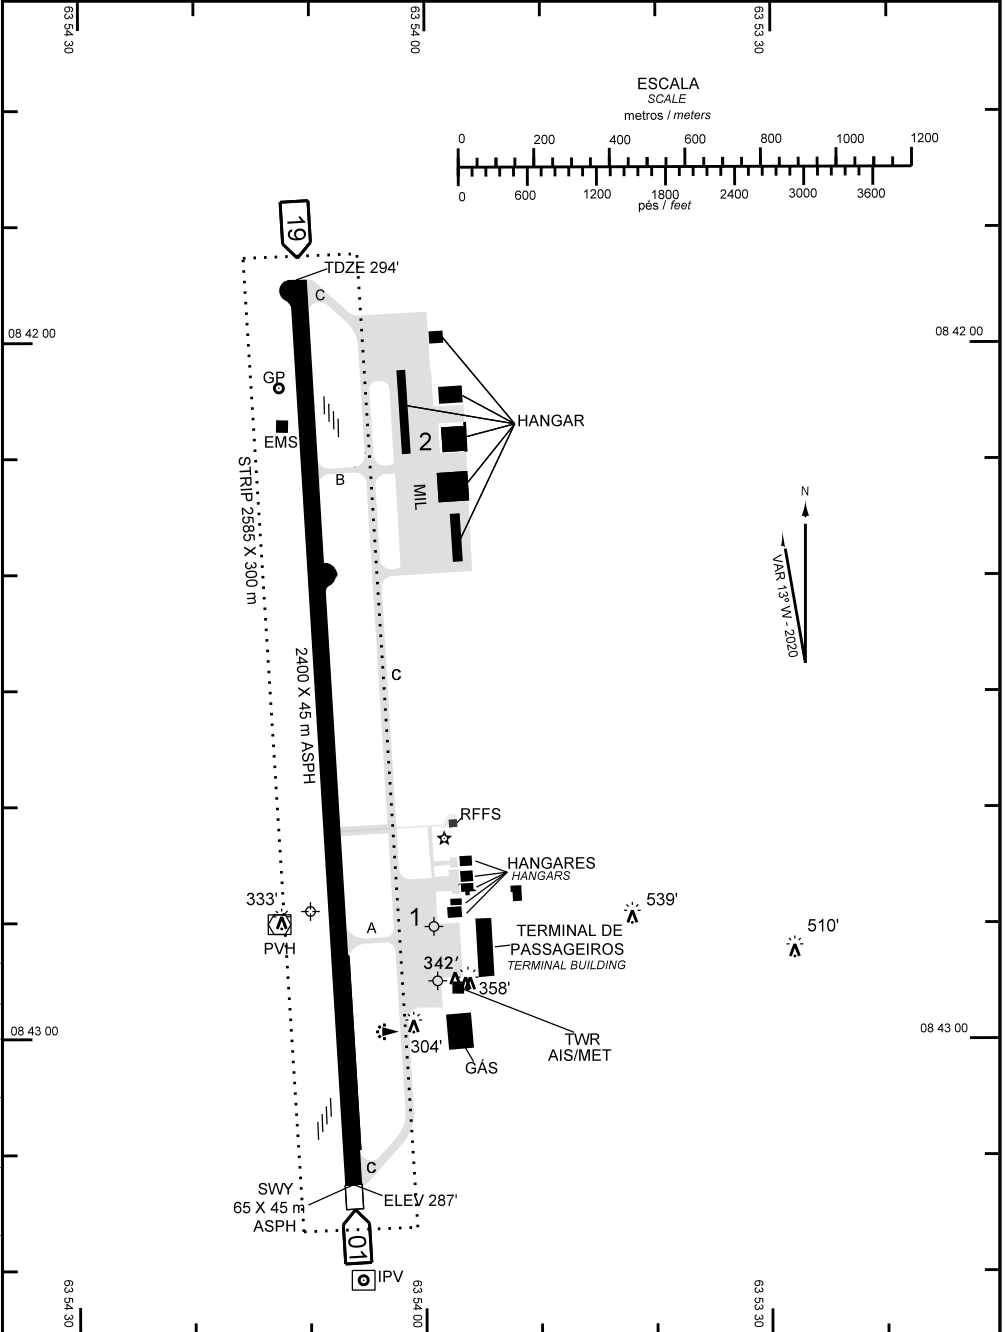 63 54 30
63 54 00
63 53 30
ESCALA
SCALE
metros / meters
0 200 400 600 800 1000 1200
0 600 1200 1800 2400 3000 3600
pés / feet
19
TDZE 294'
C
08 42 00
08 42 00
GP
EMS
HANGAR
2
B
MIL
STRIP 2585 X 300 m
N
VAR 13º W - 2020
2400 X 45 m ASPH
C
RFFS
HANGARES
HANGARS
333'
PVH
1
A
539'
510'
TERMINAL DE
PASSAGEIROS
TERMINAL BUILDING
342'
358'
304'
TWR
AIS/MET
GÁS
08 43 00
08 43 00
C
SWY
65 X 45 m
ASPH
ELEV 287'
01
IPV
63 54 30
63 54 00
63 53 30